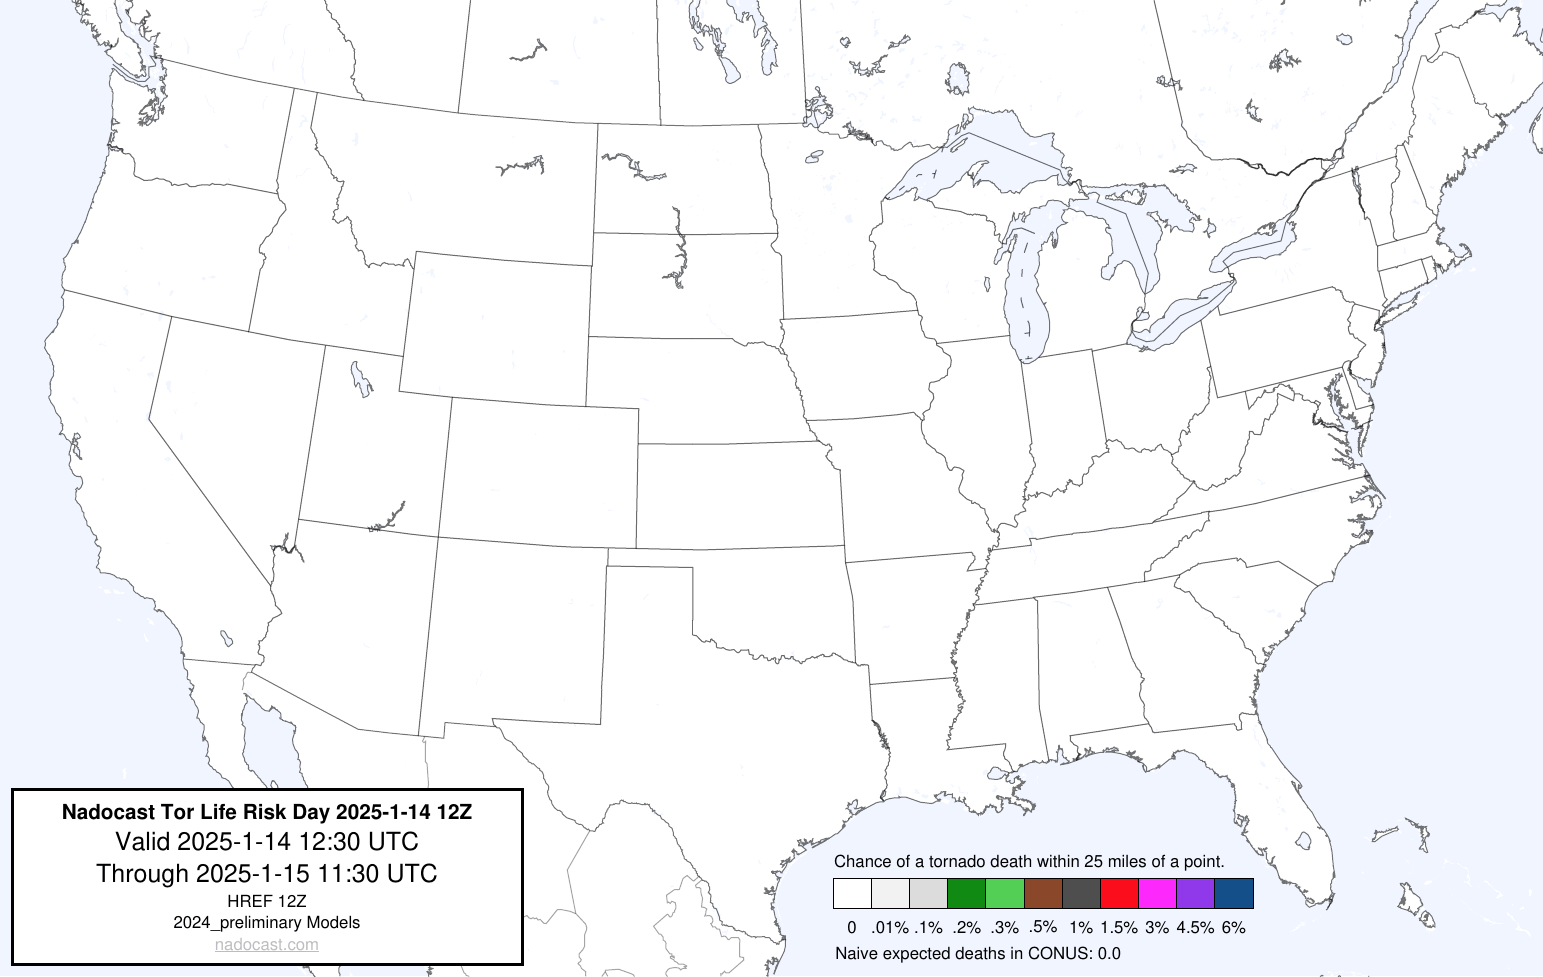 Nadocast Tor Life Risk Day 2025-1-14 12Z
Valid 2025-1-14 12:30 UTC
Through 2025-1-15 11:30 UTC
HREF 12Z
2024_preliminary Models
nadocast.com
Chance of a tornado death within 25 miles of a point.
0 .01% .1% .2% .3% .5% 1% 1.5% 3% 4.5% 6%
Naive expected deaths in CONUS: 0.0